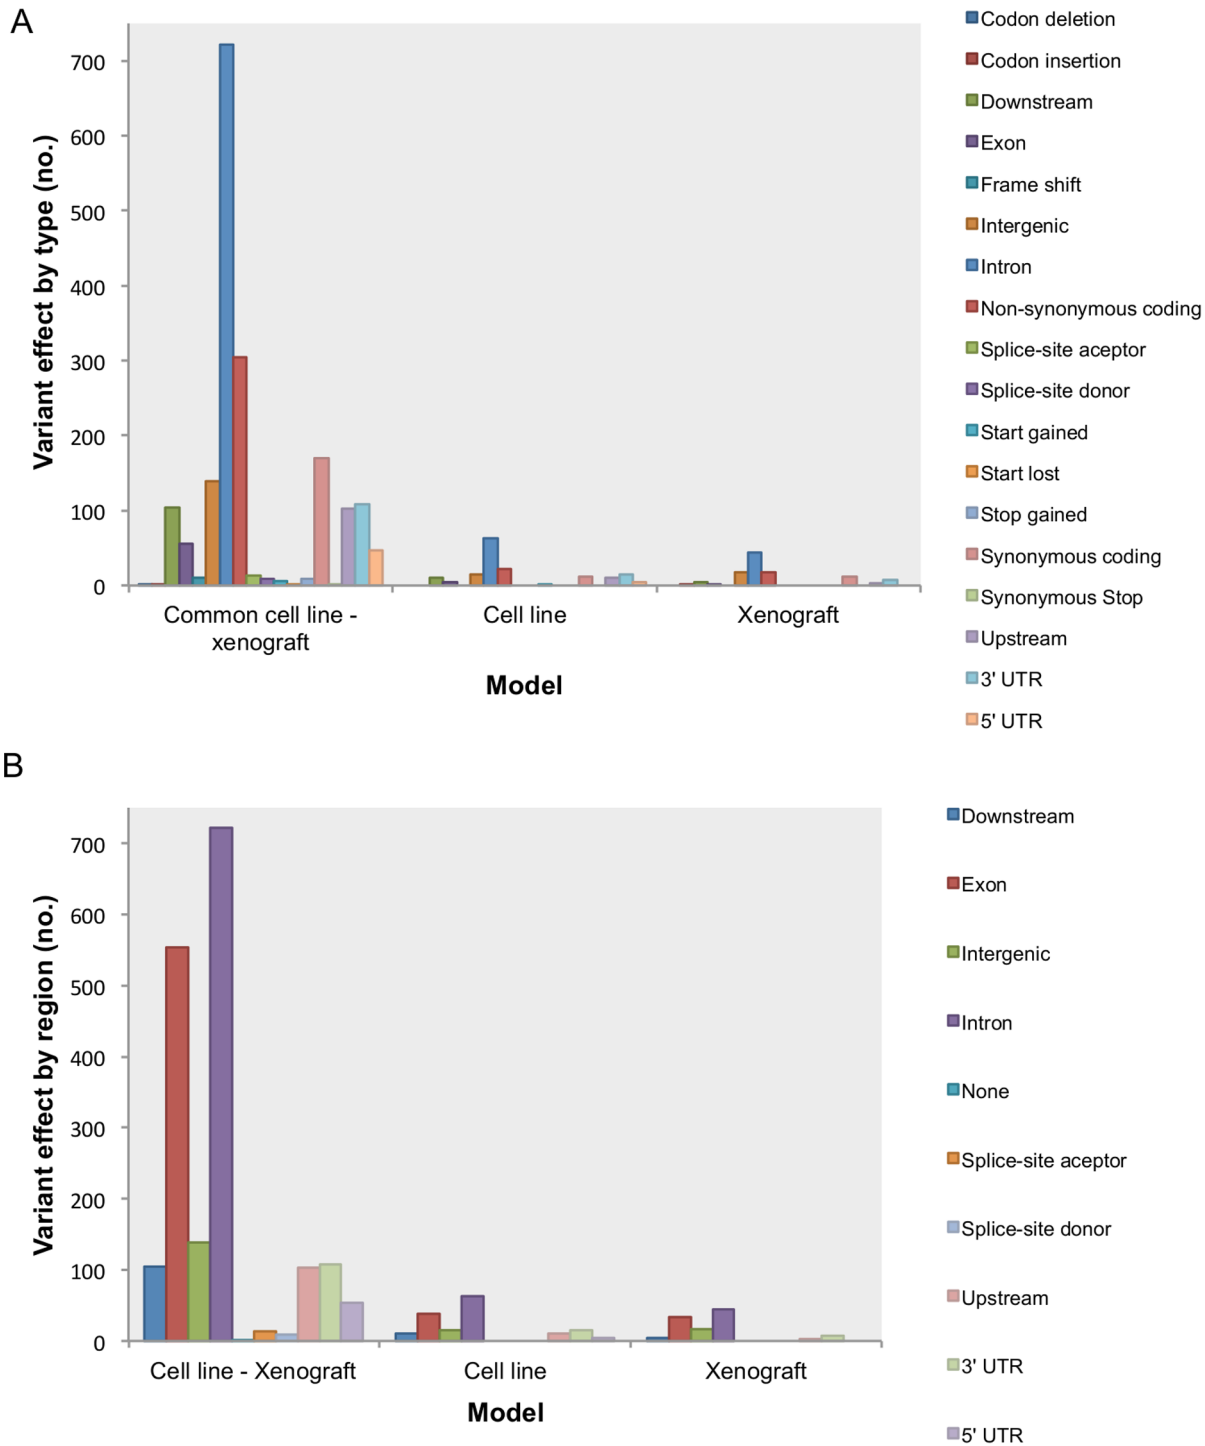 A
Variant effect by type (no.)
700
600
500
400
300
200
100
0
Common cell line -
xenograft
Cell line
Xenograft
Model
Codon deletion
Codon insertion
Downstream
Exon
Frame shift
Intergenic
Intron
Non-synonymous coding
Splice-site aceptor
Splice-site donor
Start gained
Start lost
Stop gained
Synonymous coding
Synonymous Stop
Upstream
3' UTR
5' UTR
B
Variant effect by region (no.)
700
600
500
400
300
200
100
0
Cell line - Xenograft
Cell line
Xenograft
Model
Downstream
Exon
Intergenic
Intron
None
Splice-site aceptor
Splice-site donor
Upstream
3' UTR
5' UTR